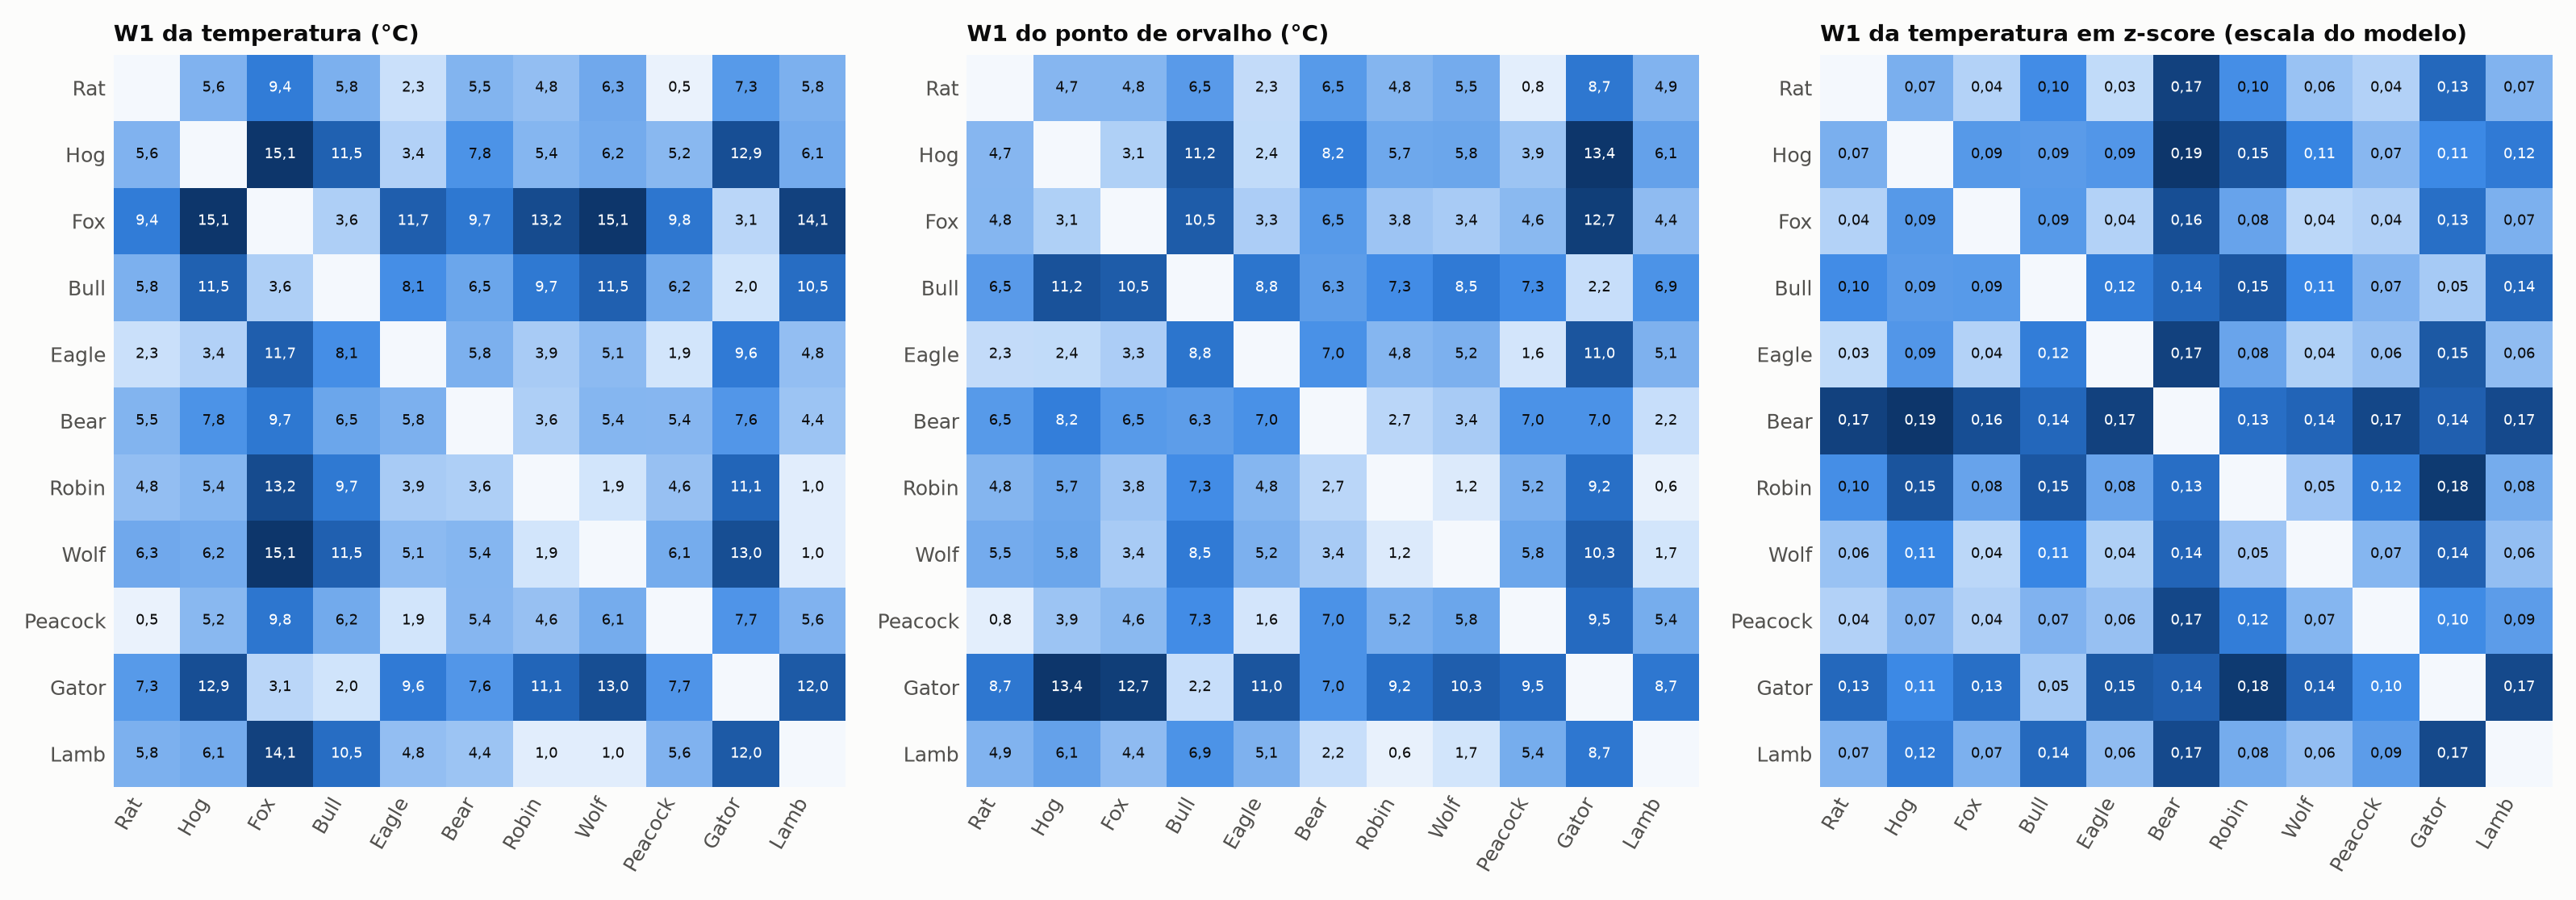 W1 da temperatura (°C)
Rat 5,6 9,4 5,8 2,3 5,5 4,8 6,3 0,5 7,3 5,8
Hog 5,6 15,1 11,5 3,4 7,8 5,4 6,2 5,2 12,9 6,1
Fox 9,4 15,1 3,6 11,7 9,7 13,2 15,1 9,8 3,1 14,1
Bull 5,8 11,5 3,6 8,1 6,5 9,7 11,5 6,2 2,0 10,5
Eagle 2,3 3,4 11,7 8,1 5,8 3,9 5,1 1,9 9,6 4,8
Bear 5,5 7,8 9,7 6,5 5,8 3,6 5,4 5,4 7,6 4,4
Robin 4,8 5,4 13,2 9,7 3,9 3,6 1,9 4,6 11,1 1,0
Wolf 6,3 6,2 15,1 11,5 5,1 5,4 1,9 6,1 13,0 1,0
Peacock 0,5 5,2 9,8 6,2 1,9 5,4 4,6 6,1 7,7 5,6
Gator 7,3 12,9 3,1 2,0 9,6 7,6 11,1 13,0 7,7 12,0
Lamb 5,8 6,1 14,1 10,5 4,8 4,4 1,0 1,0 5,6 12,0
Rat Hog Fox Bull Eagle Bear Robin Wolf Peacock Gator Lamb
W1 do ponto de orvalho (°C)
Rat 4,7 4,8 6,5 2,3 6,5 4,8 5,5 0,8 8,7 4,9
Hog 4,7 3,1 11,2 2,4 8,2 5,7 5,8 3,9 13,4 6,1
Fox 4,8 3,1 10,5 3,3 6,5 3,8 3,4 4,6 12,7 4,4
Bull 6,5 11,2 10,5 8,8 6,3 7,3 8,5 7,3 2,2 6,9
Eagle 2,3 2,4 3,3 8,8 7,0 4,8 5,2 1,6 11,0 5,1
Bear 6,5 8,2 6,5 6,3 7,0 2,7 3,4 7,0 7,0 2,2
Robin 4,8 5,7 3,8 7,3 4,8 2,7 1,2 5,2 9,2 0,6
Wolf 5,5 5,8 3,4 8,5 5,2 3,4 1,2 5,8 10,3 1,7
Peacock 0,8 3,9 4,6 7,3 1,6 7,0 5,2 5,8 9,5 5,4
Gator 8,7 13,4 12,7 2,2 11,0 7,0 9,2 10,3 9,5 8,7
Lamb 4,9 6,1 4,4 6,9 5,1 2,2 0,6 1,7 5,4 8,7
Rat Hog Fox Bull Eagle Bear Robin Wolf Peacock Gator Lamb
W1 da temperatura em z-score (escala do modelo)
Rat 0,07 0,04 0,10 0,03 0,17 0,10 0,06 0,04 0,13 0,07
Hog 0,07 0,09 0,09 0,09 0,19 0,15 0,11 0,07 0,11 0,12
Fox 0,04 0,09 0,09 0,04 0,16 0,08 0,04 0,04 0,13 0,07
Bull 0,10 0,09 0,09 0,12 0,14 0,15 0,11 0,07 0,05 0,14
Eagle 0,03 0,09 0,04 0,12 0,17 0,08 0,04 0,06 0,15 0,06
Bear 0,17 0,19 0,16 0,14 0,17 0,13 0,14 0,17 0,14 0,17
Robin 0,10 0,15 0,08 0,15 0,08 0,13 0,05 0,12 0,18 0,08
Wolf 0,06 0,11 0,04 0,11 0,04 0,14 0,05 0,07 0,14 0,06
Peacock 0,04 0,07 0,04 0,07 0,06 0,17 0,12 0,07 0,10 0,09
Gator 0,13 0,11 0,13 0,05 0,15 0,14 0,18 0,14 0,10 0,17
Lamb 0,07 0,12 0,07 0,14 0,06 0,17 0,08 0,06 0,09 0,17
Rat Hog Fox Bull Eagle Bear Robin Wolf Peacock Gator Lamb